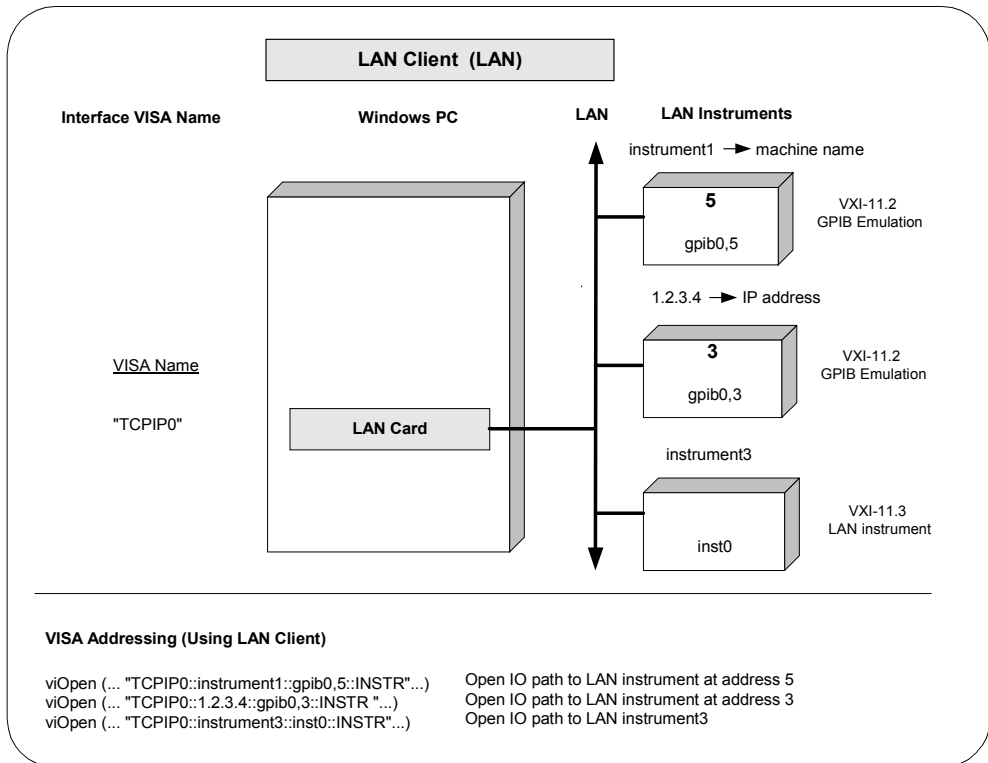 LAN Client (LAN)
Interface VISA Name
Windows PC
LAN
LAN Instruments
instrument1 → machine name
5
gpib0,5
VXI-11.2
GPIB Emulation
1.2.3.4 → IP address
3
gpib0,3
VXI-11.2
GPIB Emulation
VISA Name
"TCPIP0"
LAN Card
instrument3
inst0
VXI-11.3
LAN instrument
VISA Addressing (Using LAN Client)
viOpen (... "TCPIP0::instrument1::gpib0,5::INSTR"...) Open IO path to LAN instrument at address 5
viOpen (... "TCPIP0::1.2.3.4::gpib0,3::INSTR "...) Open IO path to LAN instrument at address 3
viOpen (... "TCPIP0::instrument3::inst0::INSTR"...) Open IO path to LAN instrument3